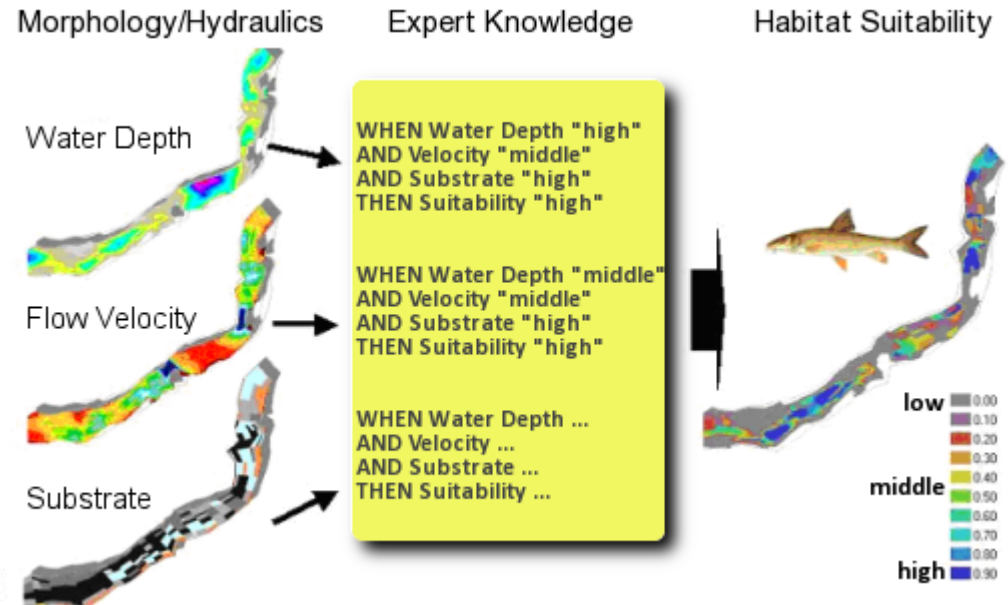 Morphology/Hydraulics
Expert Knowledge
Habitat Suitability
Water Depth
Flow Velocity
Substrate
WHEN Water Depth "high"
AND Velocity "middle"
AND Substrate "high"
THEN Suitability "high"
WHEN Water Depth "middle"
AND Velocity "middle"
AND Substrate "high"
THEN Suitability "high"
WHEN Water Depth ...
AND Velocity ...
AND Substrate ...
THEN Suitability ...
low 0.00
0.10
0.20
0.30
0.40
middle 0.50
0.60
0.70
0.80
high 0.90